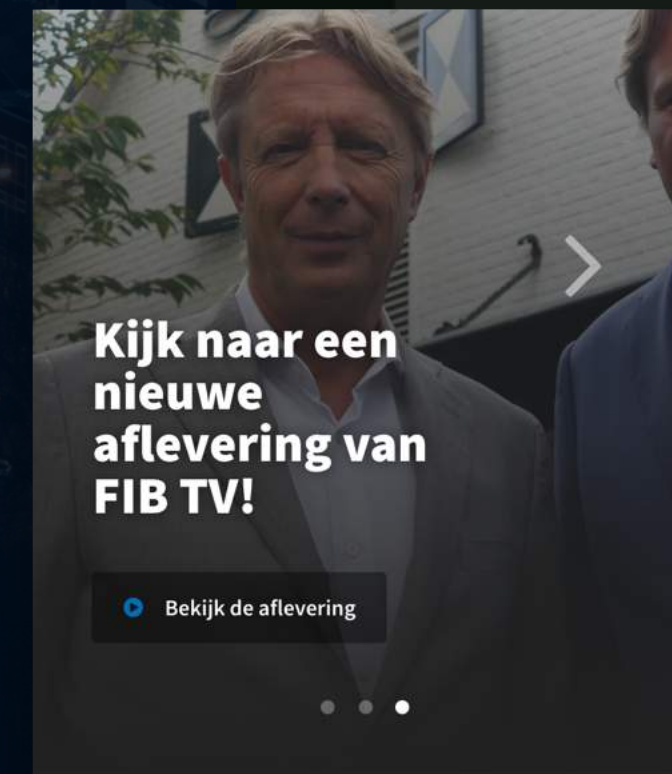 Kijk naar een
nieuwe
aflevering van
FIB TV!
Bekijk de aflevering